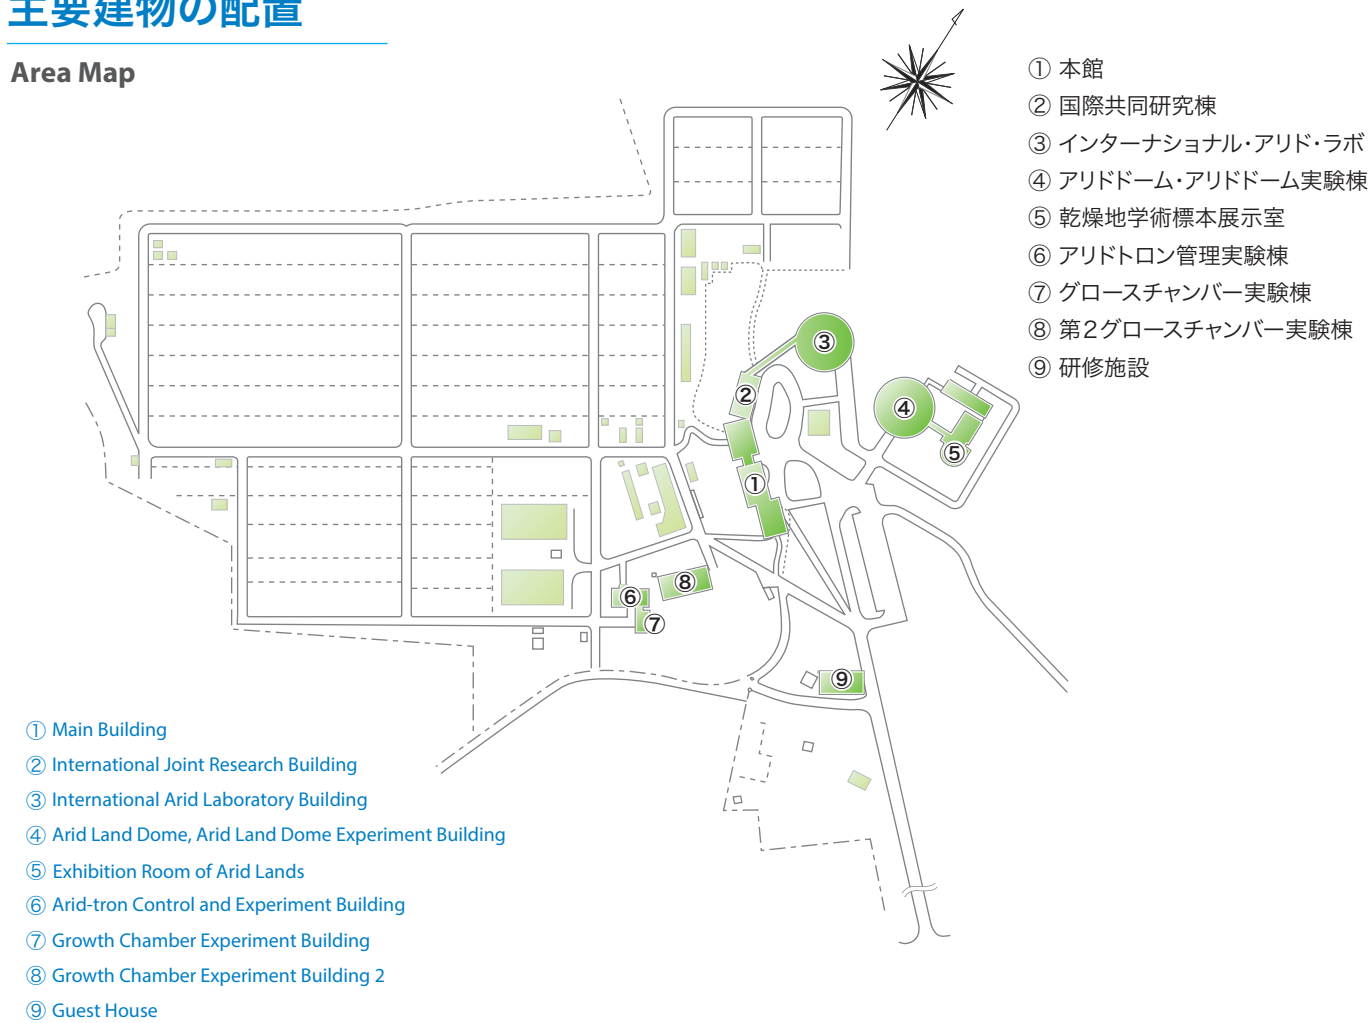 主要建物の配置
Area Map
① 本館
② 国際共同研究棟
③ インターナショナル・アリド・ラボ
④ アリドドーム・アリドドーム実験棟
⑤ 乾燥地学術標本展示室
⑥ アリドトロン管理実験棟
⑦ グロースチャンバー実験棟
⑧ 第2グロースチャンバー実験棟
⑨ 研修施設
③
②
④
⑤
①
⑧
⑥
⑦
⑨
① Main Building
② International Joint Research Building
③ International Arid Laboratory Building
④ Arid Land Dome, Arid Land Dome Experiment Building
⑤ Exhibition Room of Arid Lands
⑥ Arid-tron Control and Experiment Building
⑦ Growth Chamber Experiment Building
⑧ Growth Chamber Experiment Building 2
⑨ Guest House